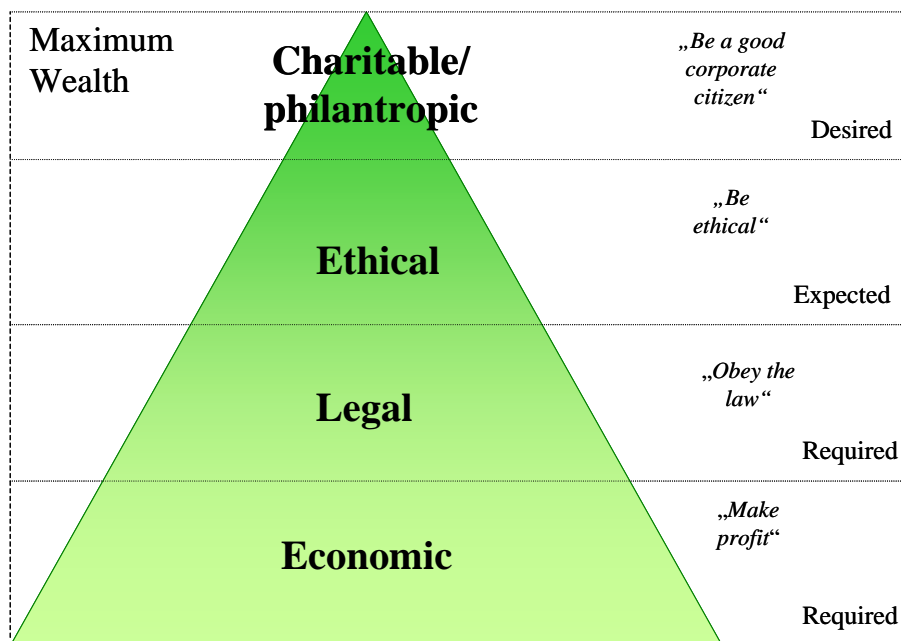 Maximum
Wealth
Charitable/
philantropic
„Be a good
corporate
citizen“
Desired
Ethical
„Be
ethical“
Expected
Legal
„Obey the
law“
Required
Economic
„Make
profit“
Required